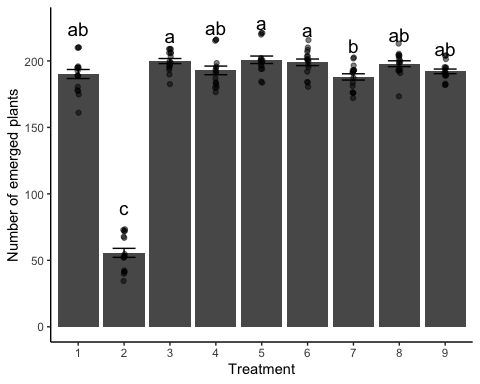 ab
a
ab
a
a
b
ab
ab
c
200
150
100
50
0
Number of emerged plants
1 2 3 4 5 6 7 8 9
Treatment